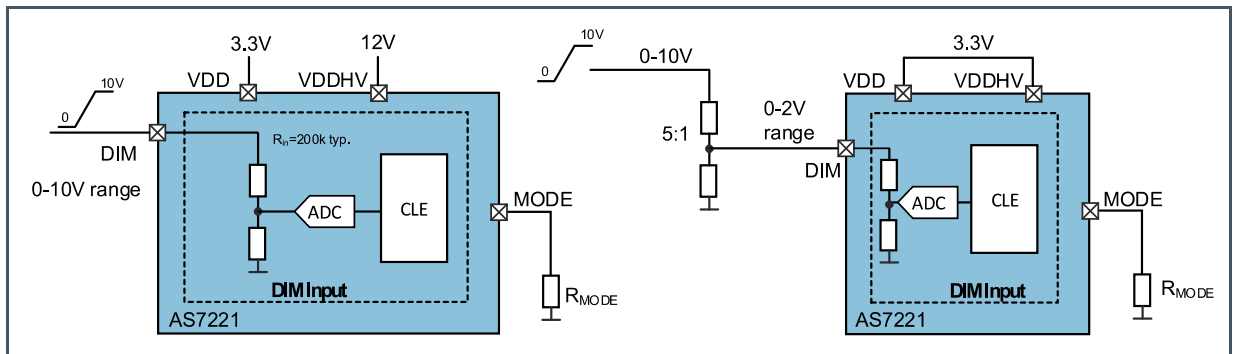 3.3V
12V
VDD
VDDHV
10V
0
DIM
0-10V range
Rin=200k typ.
ADC
CLE
DIM Input
AS7221
MODE
RMODE
10V
0
0-10V
5:1
0-2V
range
3.3V
VDD
VDDHV
DIM
ADC
CLE
DIM Input
AS7221
MODE
RMODE